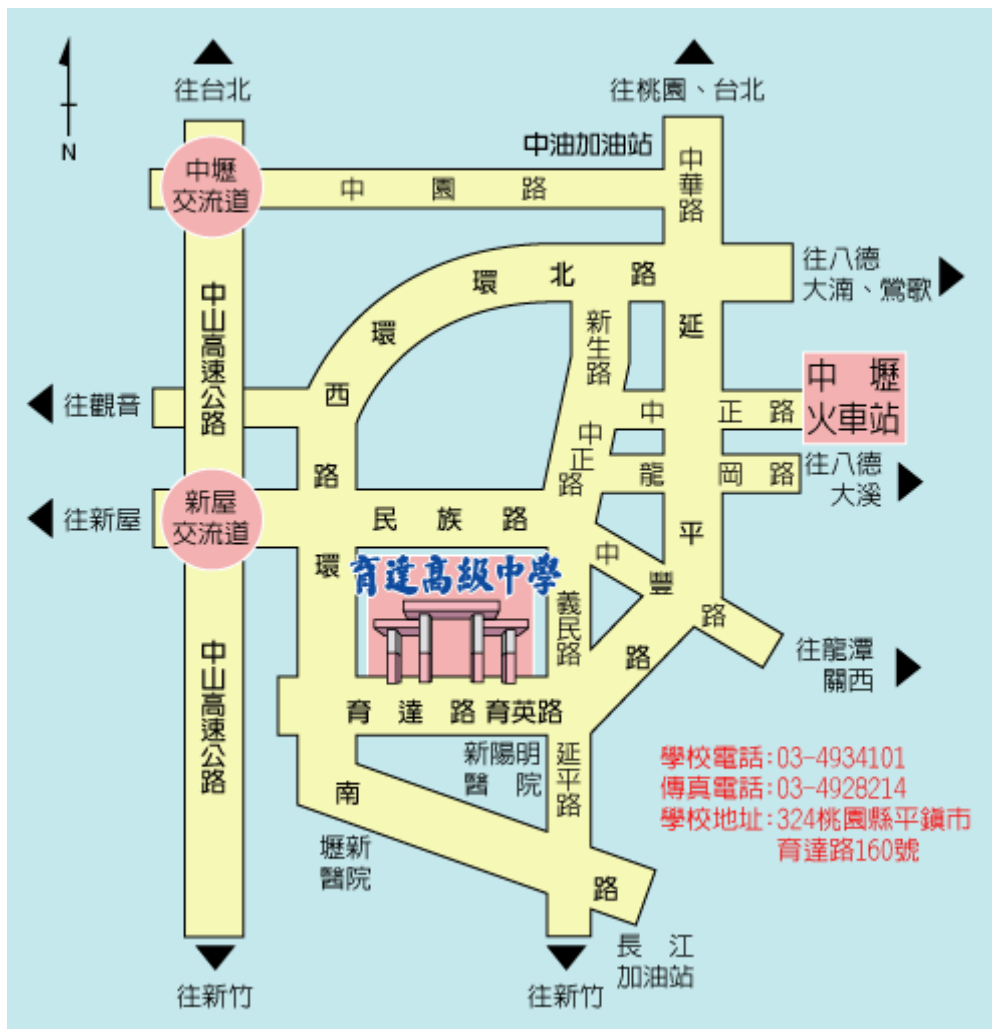 往台北
往桃園、台北
N
中油加油站
中壢
交流道
中園路
中華路
環北路
往八德
大湳、鶯歌
中山高速公路
環西路
新生路
延平路
中正路
中壢
火車站
往觀音
中正路
龍岡路
往八德
大溪
新屋
交流道
往新屋
民族路
育達高級中學
中豐路
義民路
往龍潭
關西
中山高速公路
環南路
育達路
育英路
新陽明
醫院
延平路
壢新
醫院
學校電話:03-4934101
傳真電話:03-4928214
學校地址:324桃園縣平鎮市
育達路160號
長江
加油站
往新竹
往新竹